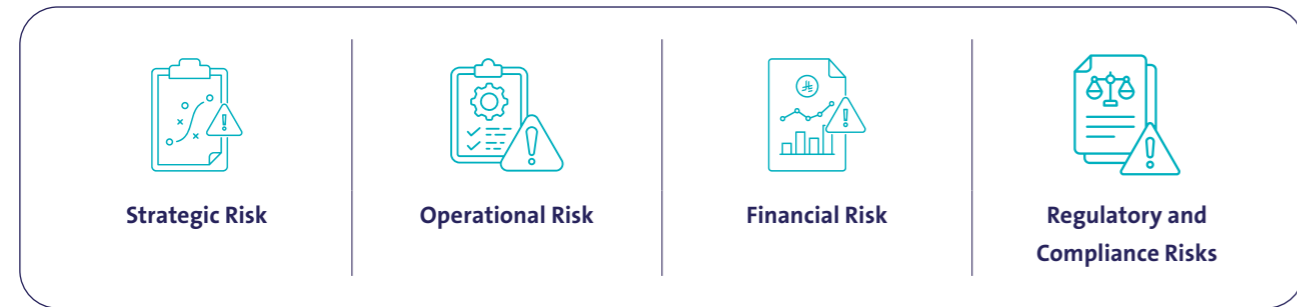 Strategic Risk
Operational Risk
Financial Risk
Regulatory and
Compliance Risks